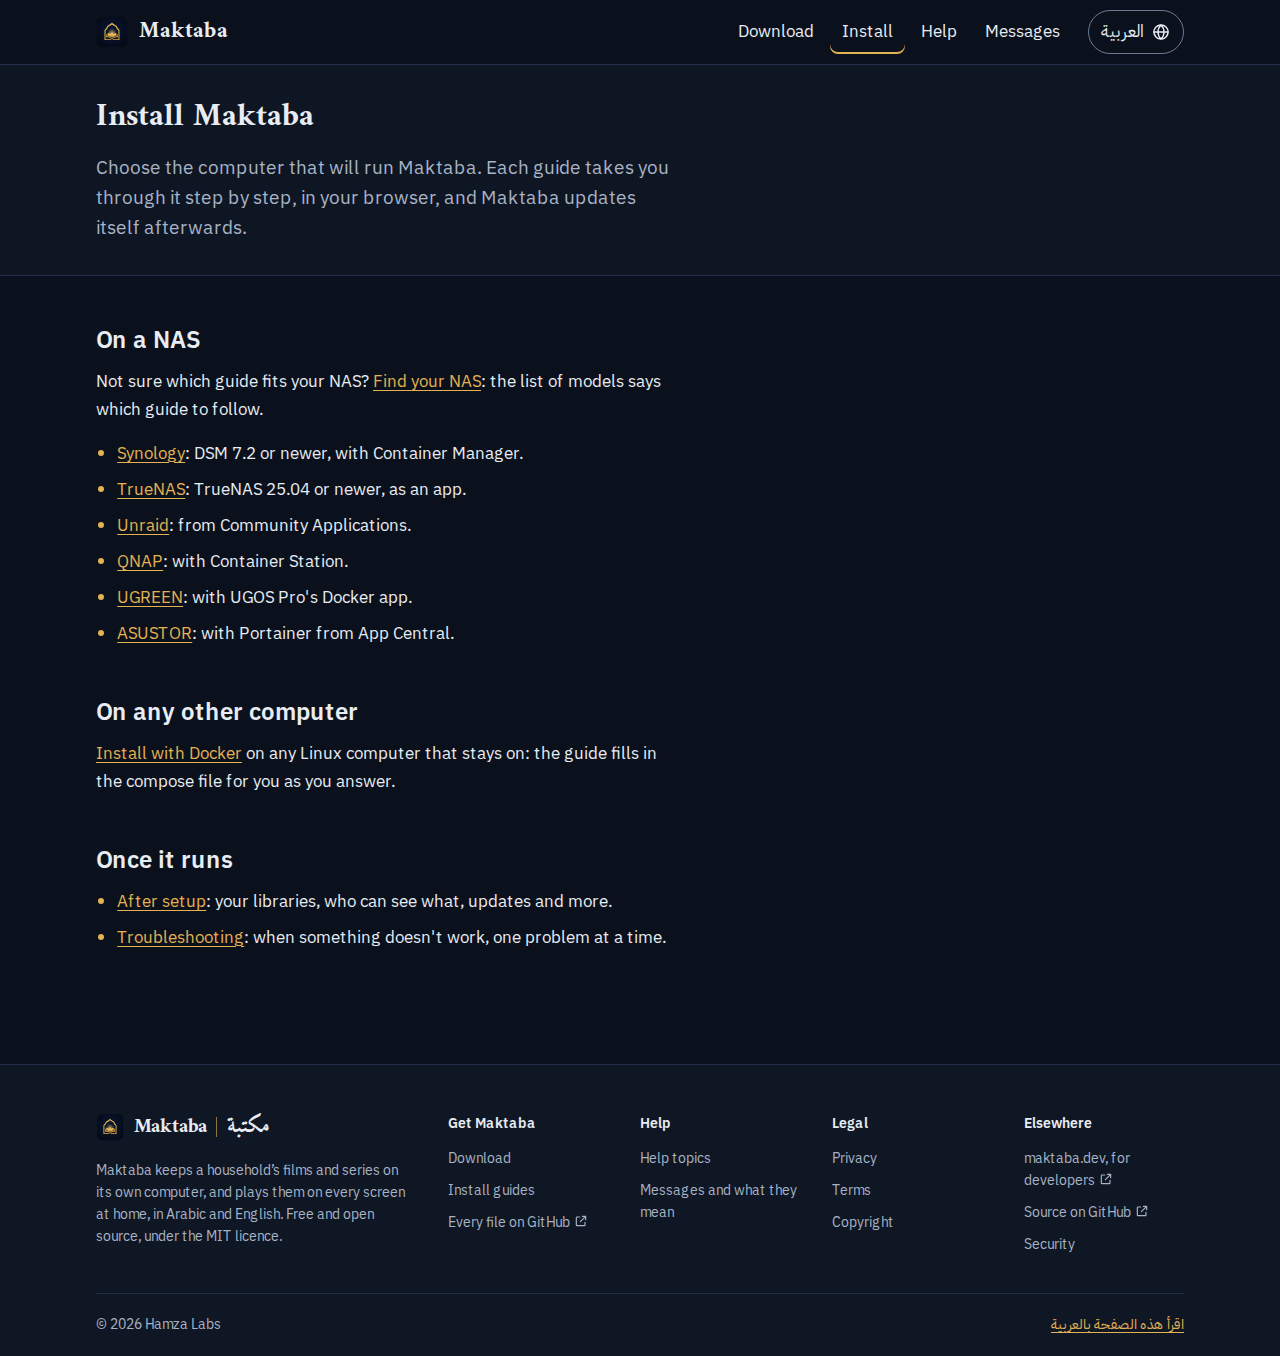 Maktaba
Download
Install
Help
Messages
العربية
Install Maktaba
Choose the computer that will run Maktaba. Each guide takes you
through it step by step, in your browser, and Maktaba updates
itself afterwards.
On a NAS
Not sure which guide fits your NAS? Find your NAS: the list of models says
which guide to follow.
Synology: DSM 7.2 or newer, with Container Manager.
TrueNAS: TrueNAS 25.04 or newer, as an app.
Unraid: from Community Applications.
QNAP: with Container Station.
UGREEN: with UGOS Pro's Docker app.
ASUSTOR: with Portainer from App Central.
On any other computer
Install with Docker on any Linux computer that stays on: the guide fills in
the compose file for you as you answer.
Once it runs
After setup: your libraries, who can see what, updates and more.
Troubleshooting: when something doesn't work, one problem at a time.
Maktaba | مكتبة
Maktaba keeps a household’s films and series on
its own computer, and plays them on every screen
at home, in Arabic and English. Free and open
source, under the MIT licence.
Get Maktaba
Download
Install guides
Every file on GitHub
Help
Help topics
Messages and what they
mean
Legal
Privacy
Terms
Copyright
Elsewhere
maktaba.dev, for
developers
Source on GitHub
Security
© 2026 Hamza Labs
اقرأ هذه الصفحة بالعربية